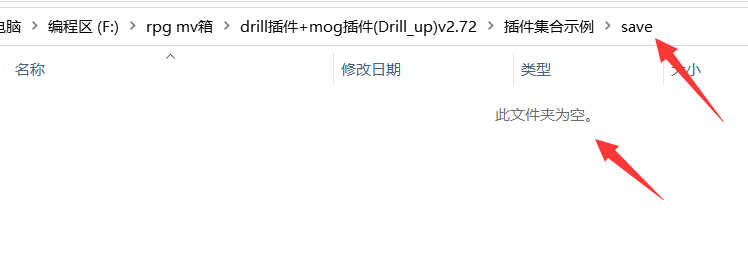 电脑 > 编程区 (F:) > rpg mv箱 > drill插件+mog插件(Drill_up)v2.72 > 插件集合示例 > save
名称 修改日期 类型 大小
此文件夹为空。